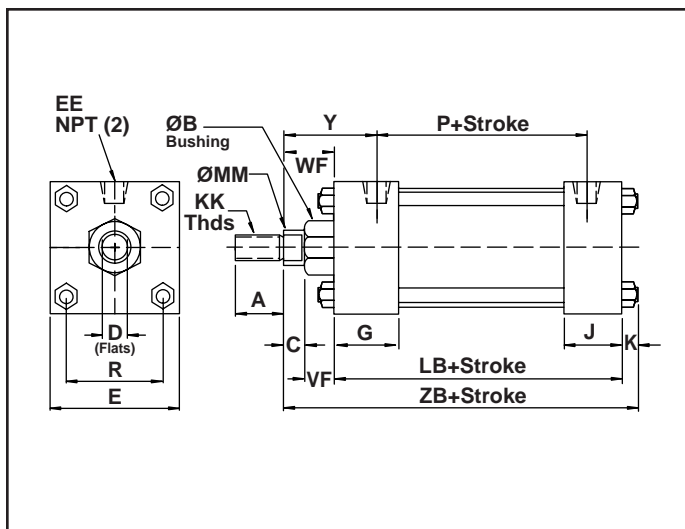 EE
NPT (2)
ØB
Bushing
Y
P+Stroke
WF
ØMM
KK
Thds
A
D
(Flats)
R
E
C
G
J
K
VF
LB+Stroke
ZB+Stroke